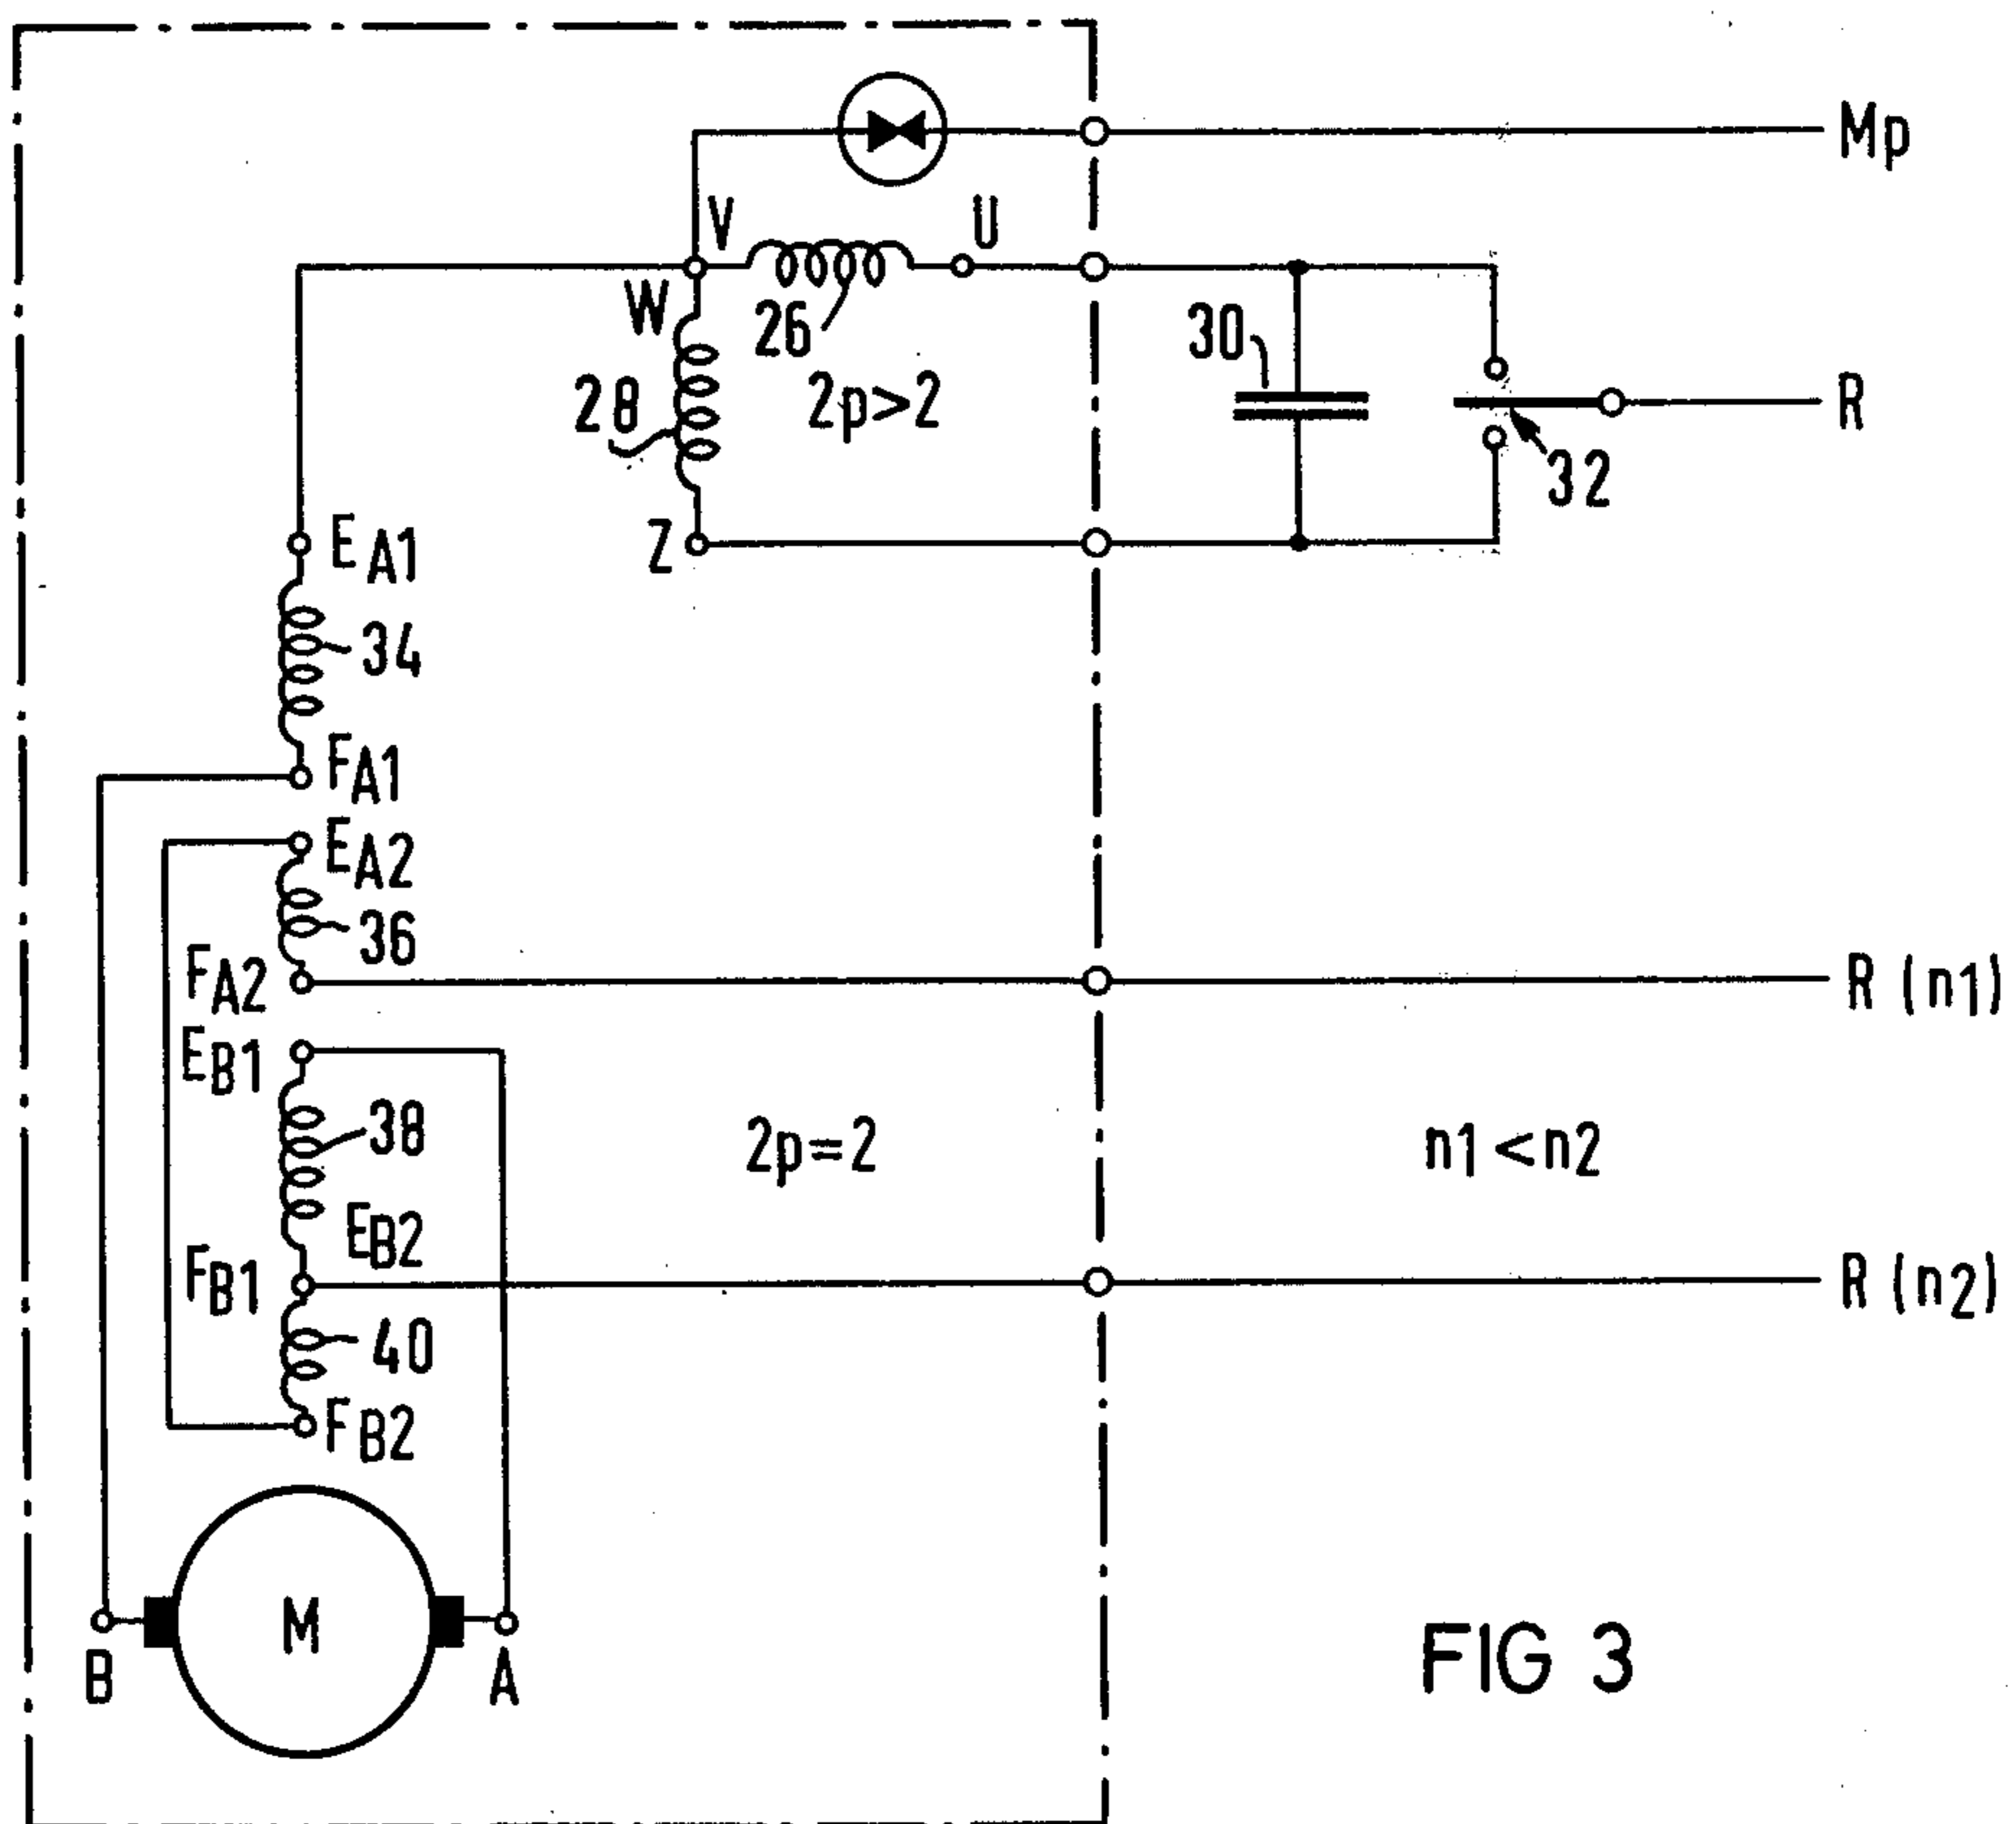 Mp
V
U
W
26
30
28
2p>2
R
32
Z
EA1
34
FA1
EA2
36
FA2
R (n1)
EB1
38
2p=2
n1<n2
EB2
FB1
R (n2)
40
FB2
M
B
A
FIG 3